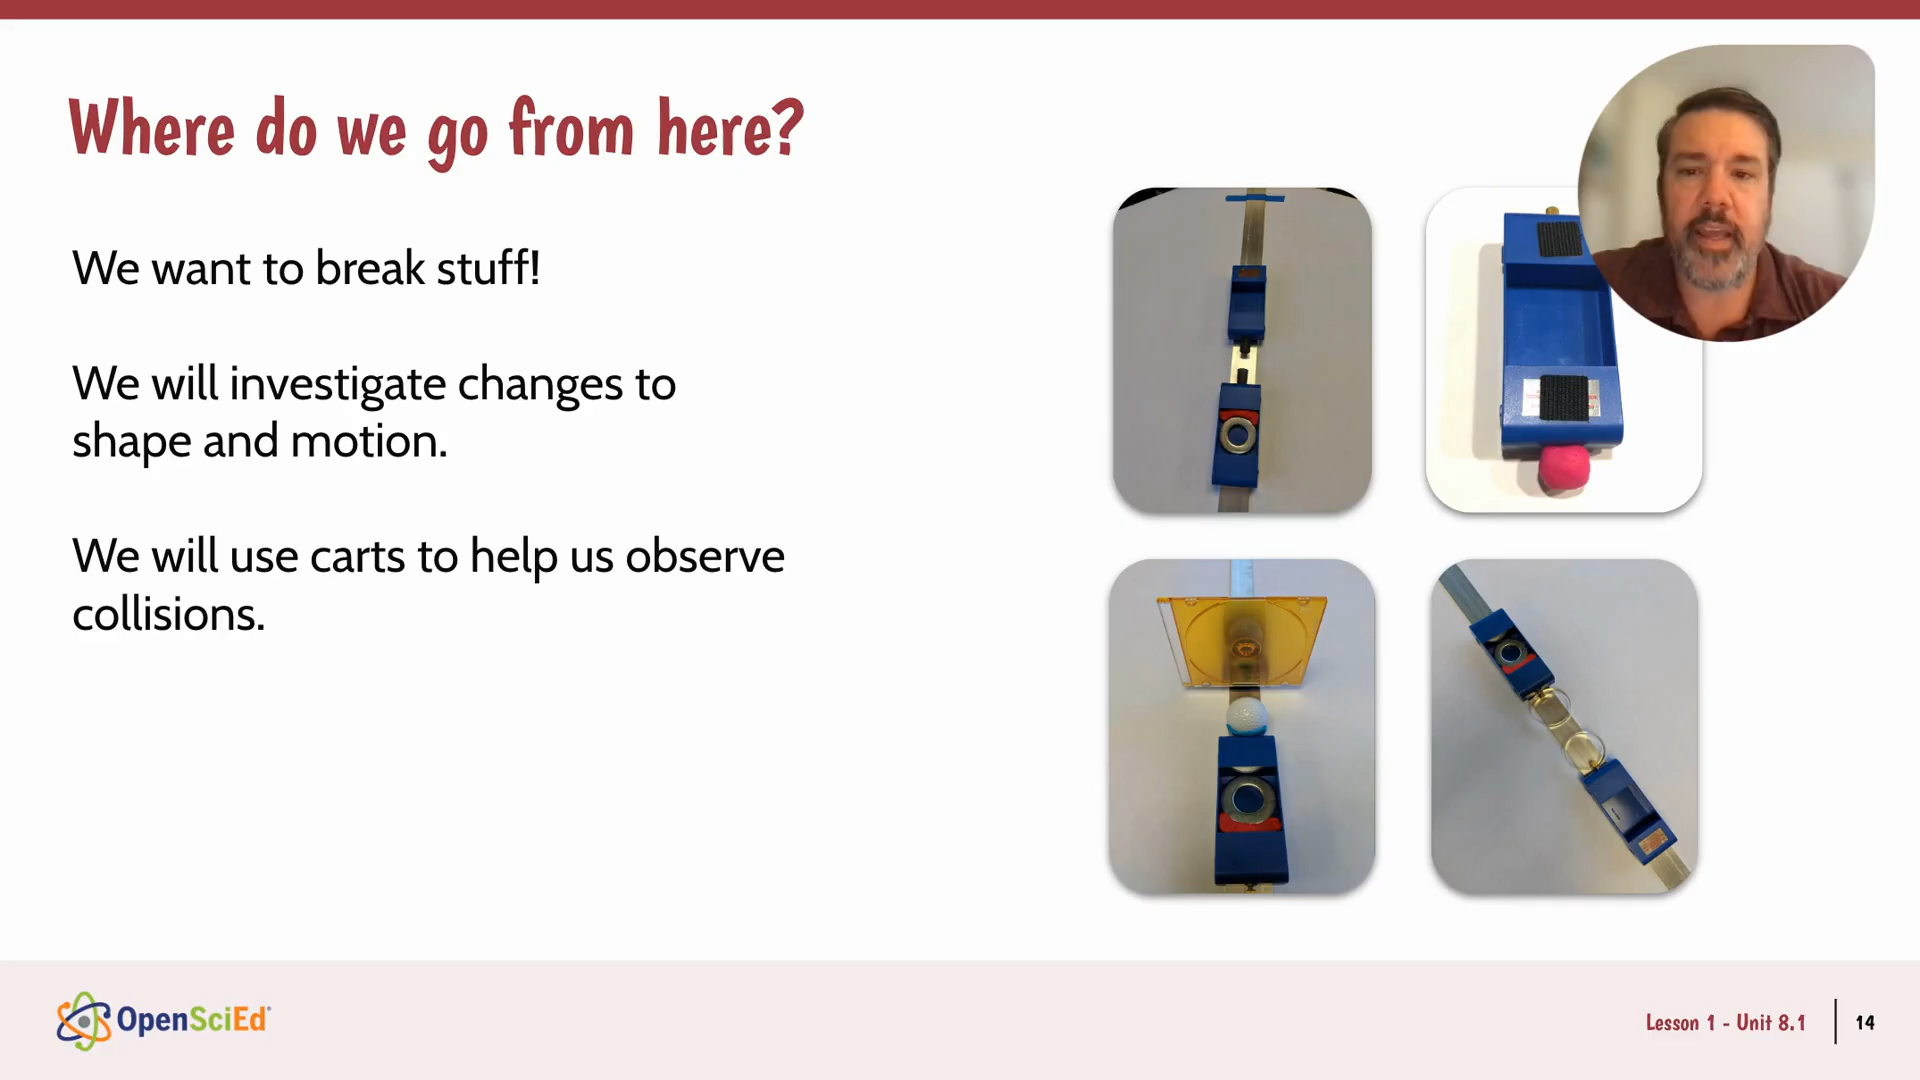 Where do we go from here?
We want to break stuff!
We will investigate changes to
shape and motion.
We will use carts to help us observe
collisions.
OpenSciEd®
Lesson 1 - Unit 8.1
14